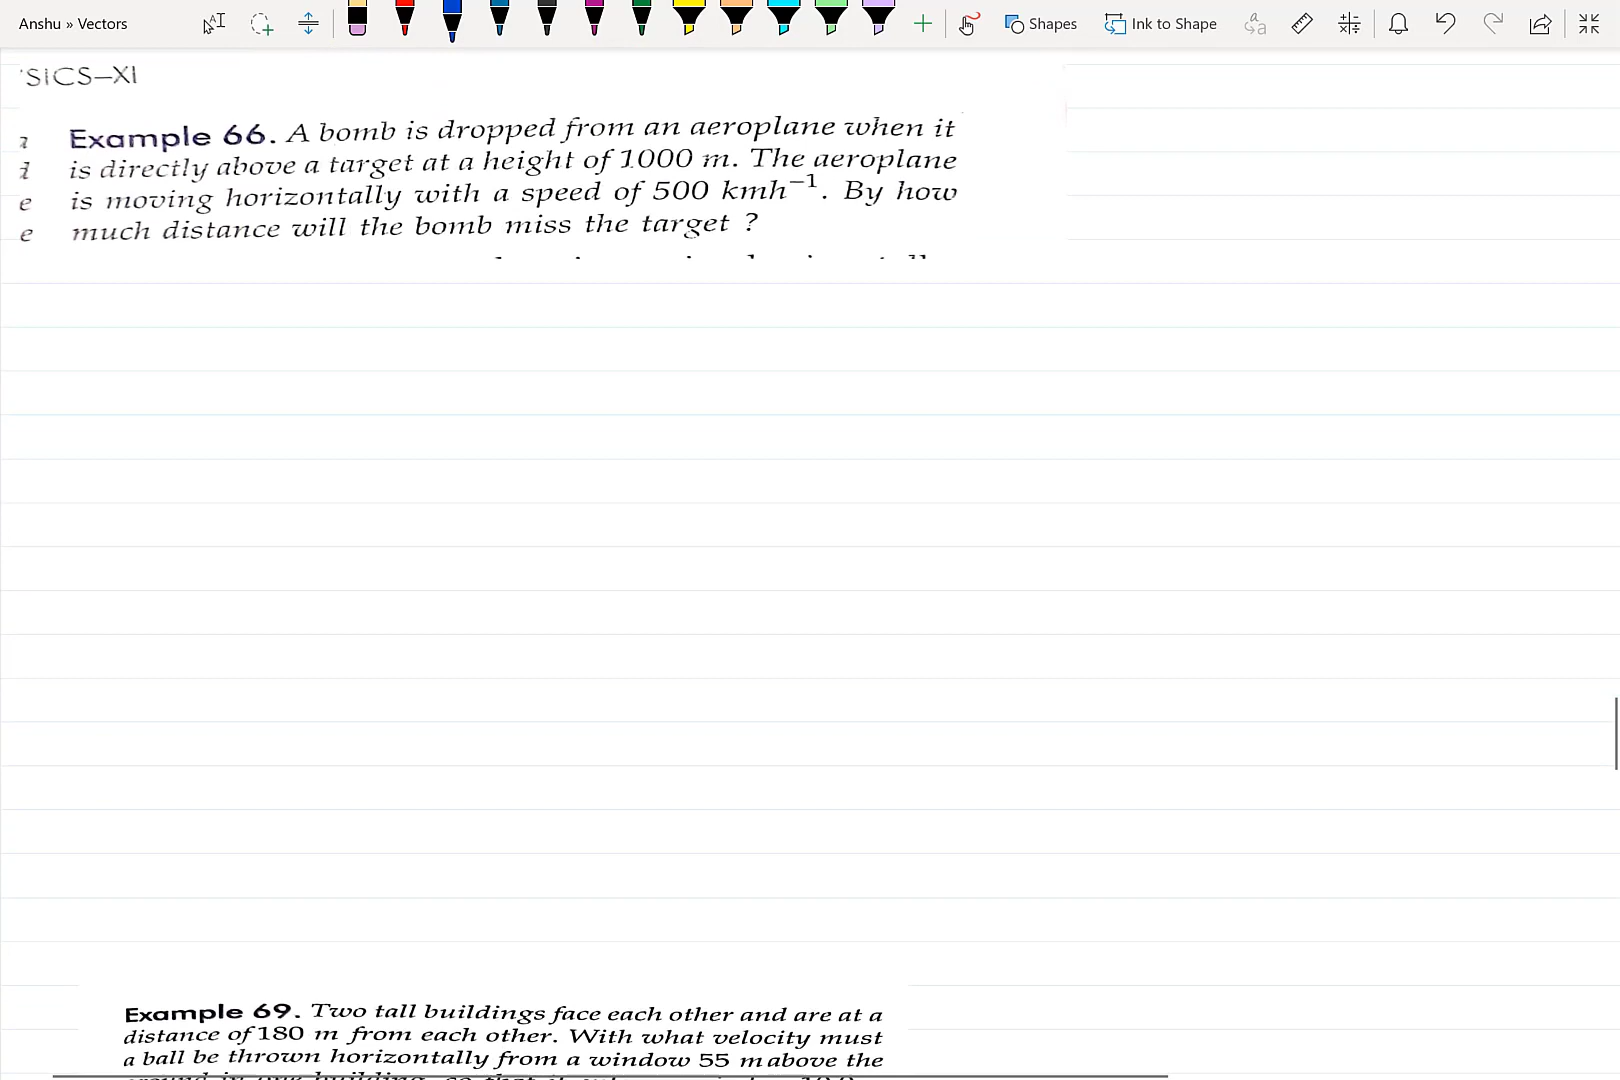 Anshu » Vectors
Shapes
Ink to Shape
SICS–XI
Example 66. A bomb is dropped from an aeroplane when it
is directly above a target at a height of 1000 m. The aeroplane
is moving horizontally with a speed of 500 kmh⁻¹. By how
e
much distance will the bomb miss the target ?
e
Example 69. Two tall buildings face each other and are at a
distance of 180 m from each other. With what velocity must
a ball be thrown horizontally from a window 55 m above the